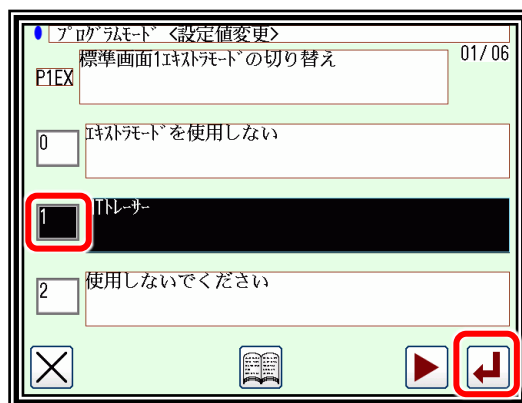 ﾌﾟﾛｸﾞﾗﾑﾓｰﾄﾞ <設定値変更>
P1EX
標準画面1ｴｷｽﾄﾗﾓｰﾄﾞの切り替え
01/06
0
ｴｷｽﾄﾗﾓｰﾄﾞを使用しない
1
ITﾄﾚｰｻｰ
2
使用しないでください